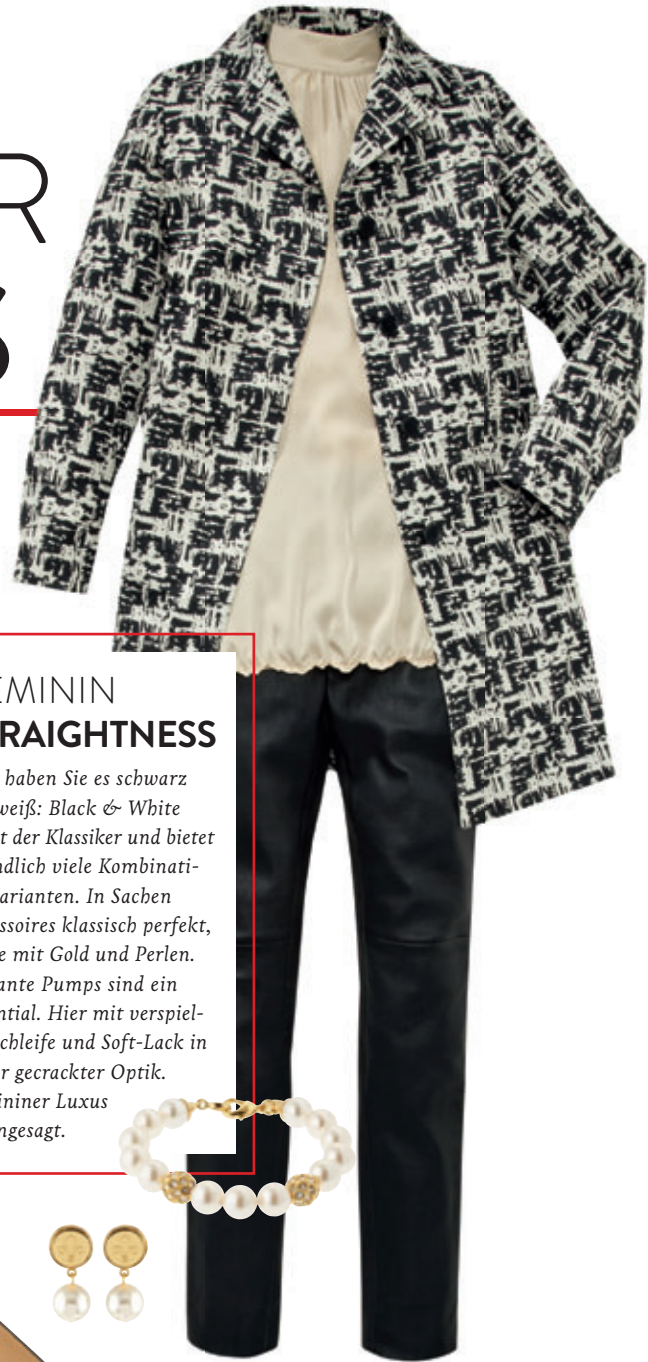 R
S
EMININ
RAIGHTNESS
haben Sie es schwarz
weiß: Black & White
t der Klassiker und bietet
ndlich viele Kombinati-
arianten. In Sachen
ssoires klassisch perfekt,
e mit Gold und Perlen.
ante Pumps sind ein
ntial. Hier mit verspiel-
chleife und Soft-Lack in
r gecrackter Optik.
ininer Luxus
ngesagt.